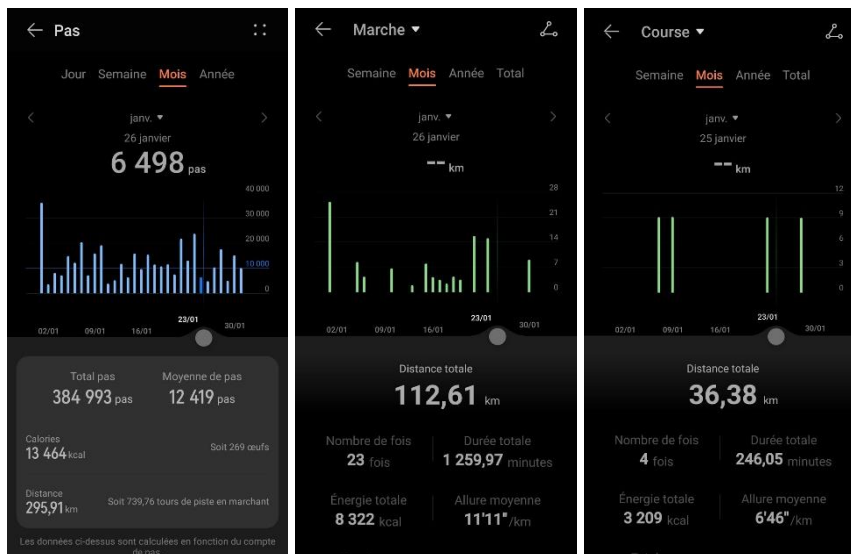 Pas
Jour Semaine Mois Année
janv.
26 janvier
6 498 pas
40 000
30 000
20 000
10 000
0
23/01
02/01 09/01 16/01 30/01
Total pas Moyenne de pas
384 993 pas 12 419 pas
Calories
13 464 kcal Soit 269 œufs
Distance
295,91 km Soit 739,76 tours de piste en marchant
Les données ci-dessus sont calculées en fonction du compte
de pas
Marche
Semaine Mois Année Total
janv.
26 janvier
-- km
28
21
14
7
0
23/01
02/01 09/01 16/01 30/01
Distance totale
112,61 km
Nombre de fois Durée totale
23 fois 1 259,97 minutes
Énergie totale Allure moyenne
8 322 kcal 11'11" /km
Course
Semaine Mois Année Total
janv.
25 janvier
-- km
12
9
6
3
0
23/01
02/01 09/01 16/01 30/01
Distance totale
36,38 km
Nombre de fois Durée totale
4 fois 246,05 minutes
Énergie totale Allure moyenne
3 209 kcal 6'46" /km